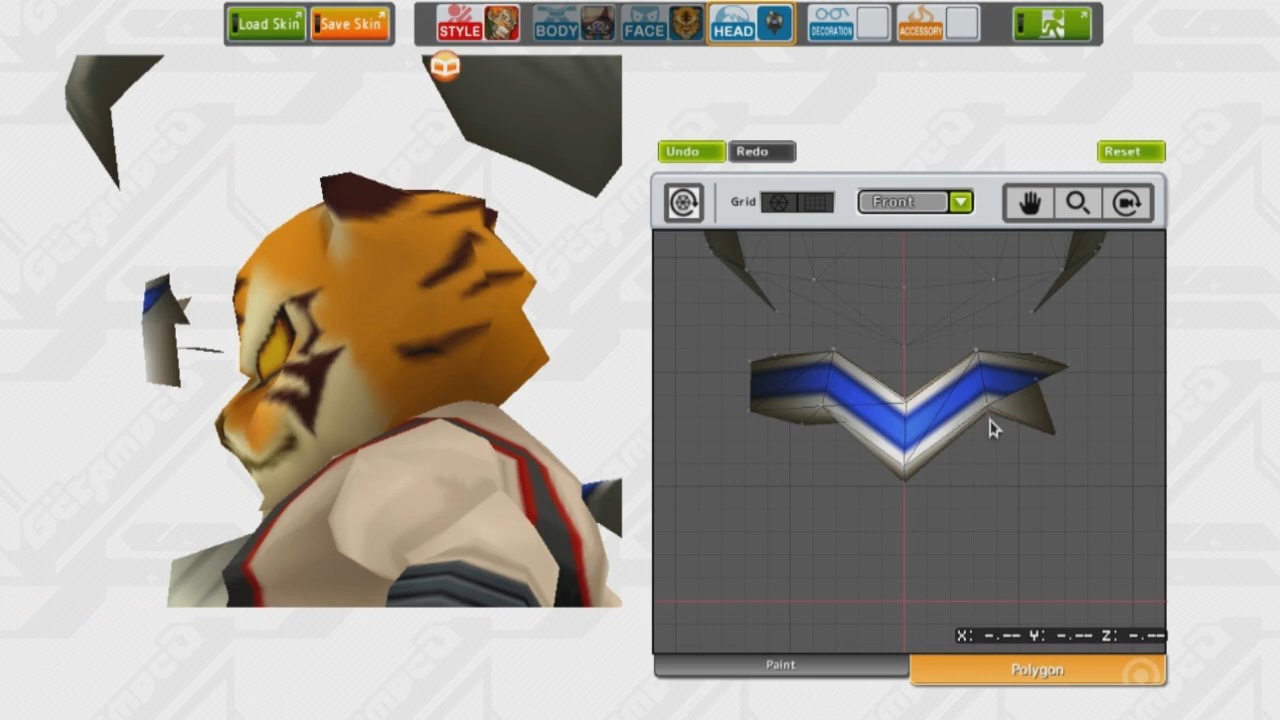 Load Skin
Save Skin
STYLE
BODY
FACE
HEAD
DECORATION
ACCESSORY
Undo
Redo
Reset
Grid
Front
X: -.-- Y: -.-- Z: -.--
Paint
Polygon